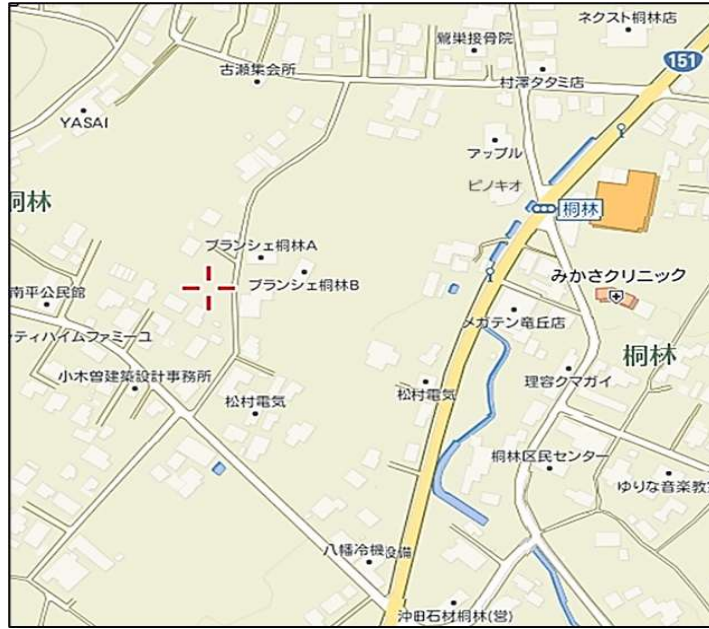 ネクスト桐林店
鷲巣接骨院
151
古瀬集会所
村澤タタミ店
YASAI
アップル
ピノキオ
桐林
桐林
ブランシェ桐林A
ブランシェ桐林B
みかさクリニック
南平公民館
メガテン竜丘店
ティハイムファミーユ
桐林
小木曽建築設計事務所
理容クマガイ
松村電気
松村電気
桐林区民センター
ゆりな音楽教室
八幡冷機設備
沖田石材桐林(営)